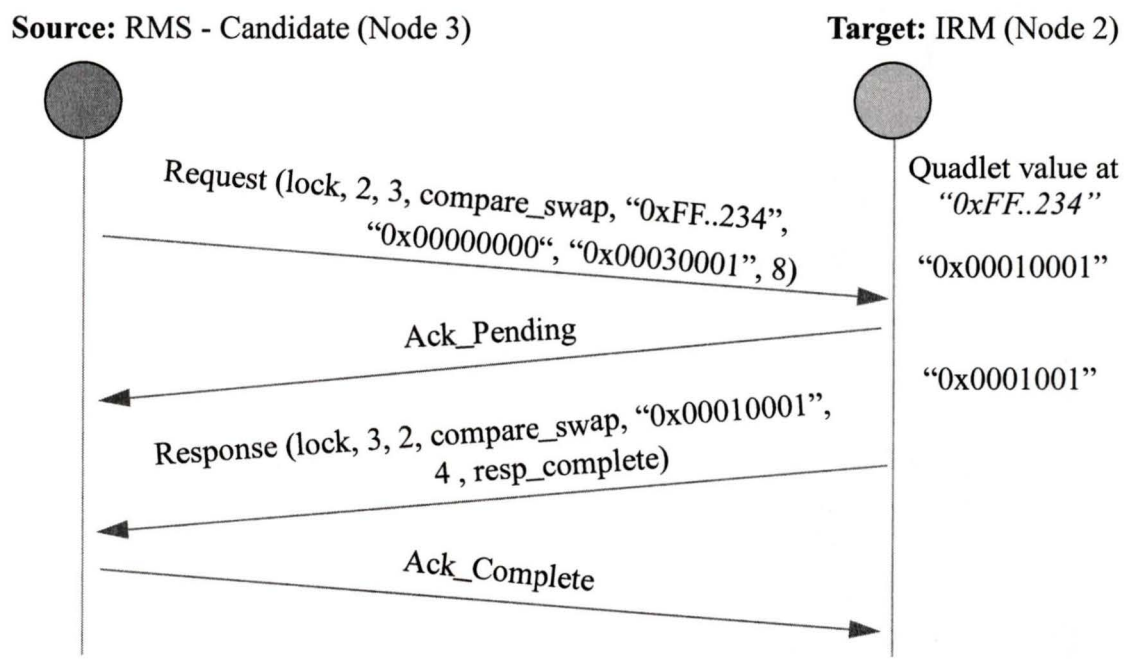 Source: RMS - Candidate (Node 3)
Target: IRM (Node 2)
Request (lock, 2, 3, compare_swap, “0xFF..234”,
“0x00000000“, “0x00030001”, 8)
Quadlet value at
“0xFF..234”
“0x00010001”
Ack_Pending
“0x0001001”
Response (lock, 3, 2, compare_swap, “0x00010001”,
4 , resp_complete)
Ack_Complete